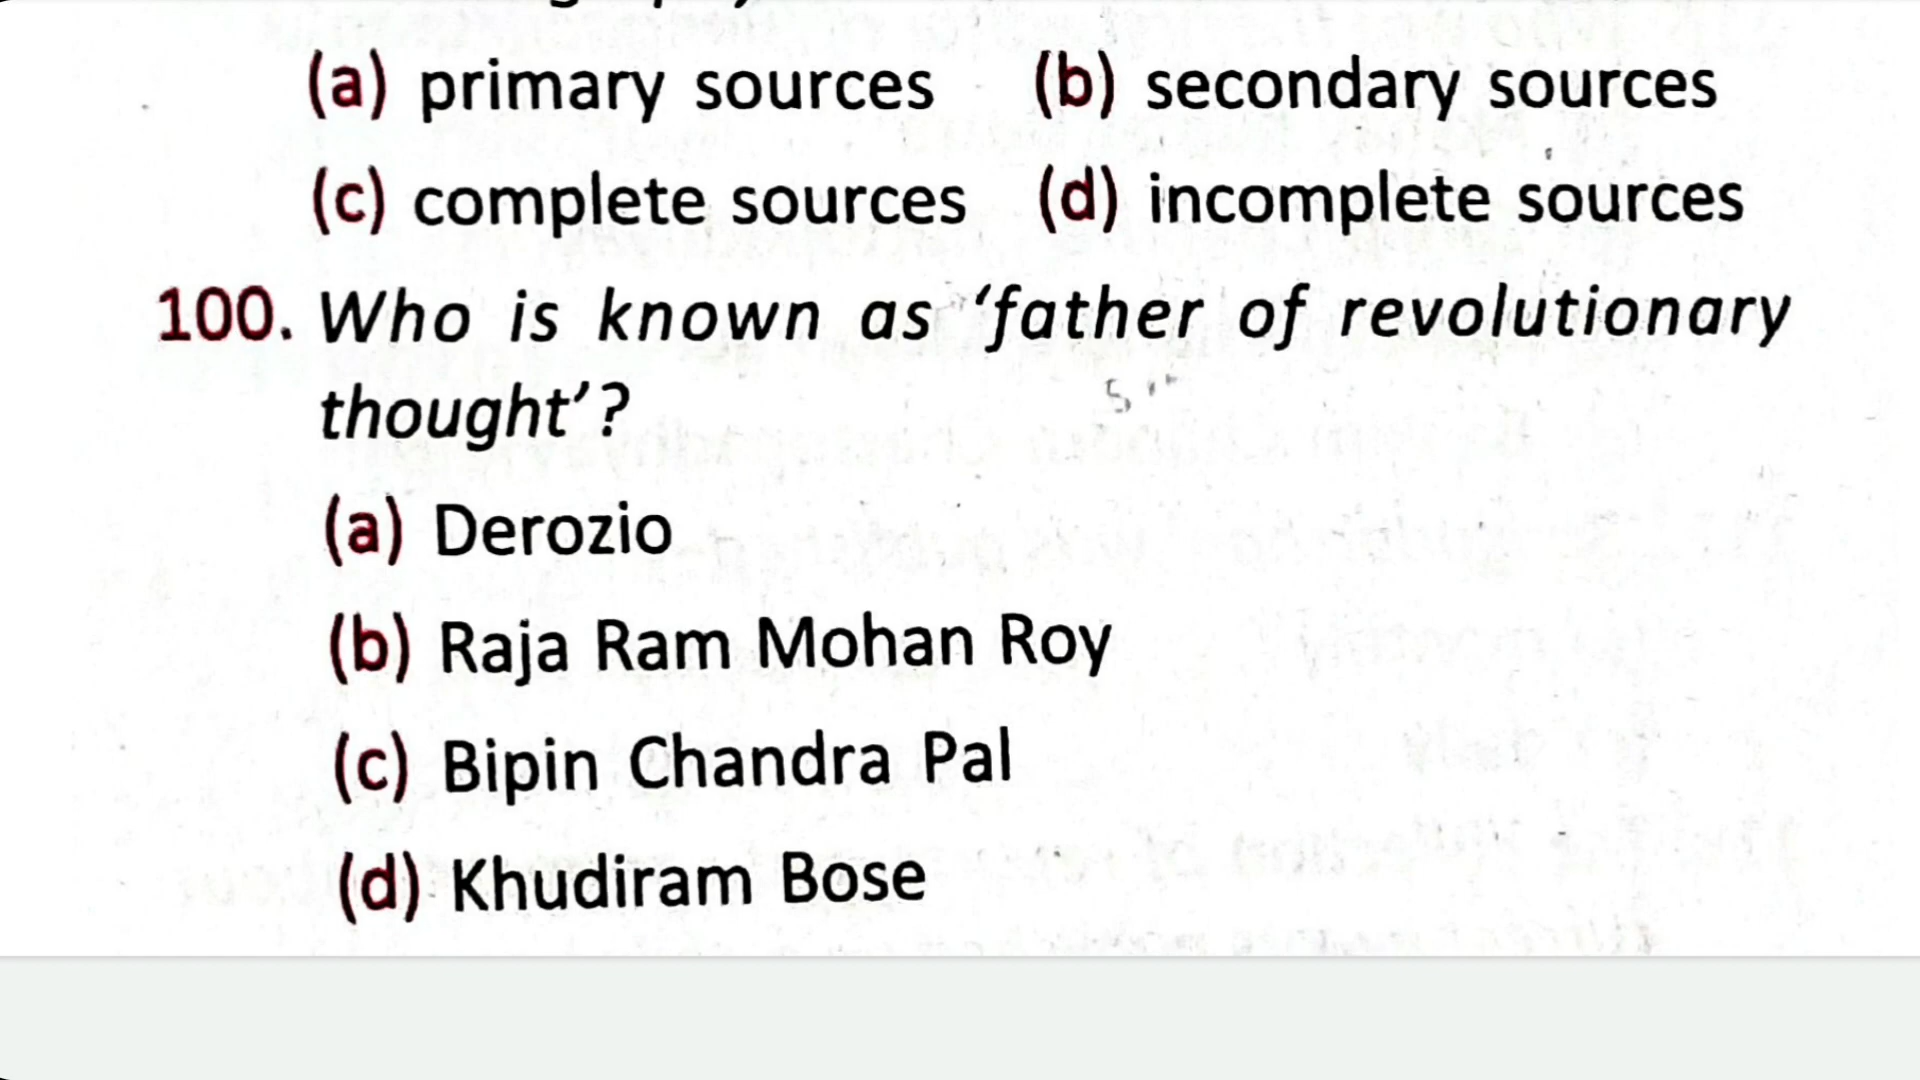 (a) primary sources (b) secondary sources
(c) complete sources (d) incomplete sources
100. Who is known as ‘father of revolutionary
thought’?
(a) Derozio
(b) Raja Ram Mohan Roy
(c) Bipin Chandra Pal
(d) Khudiram Bose